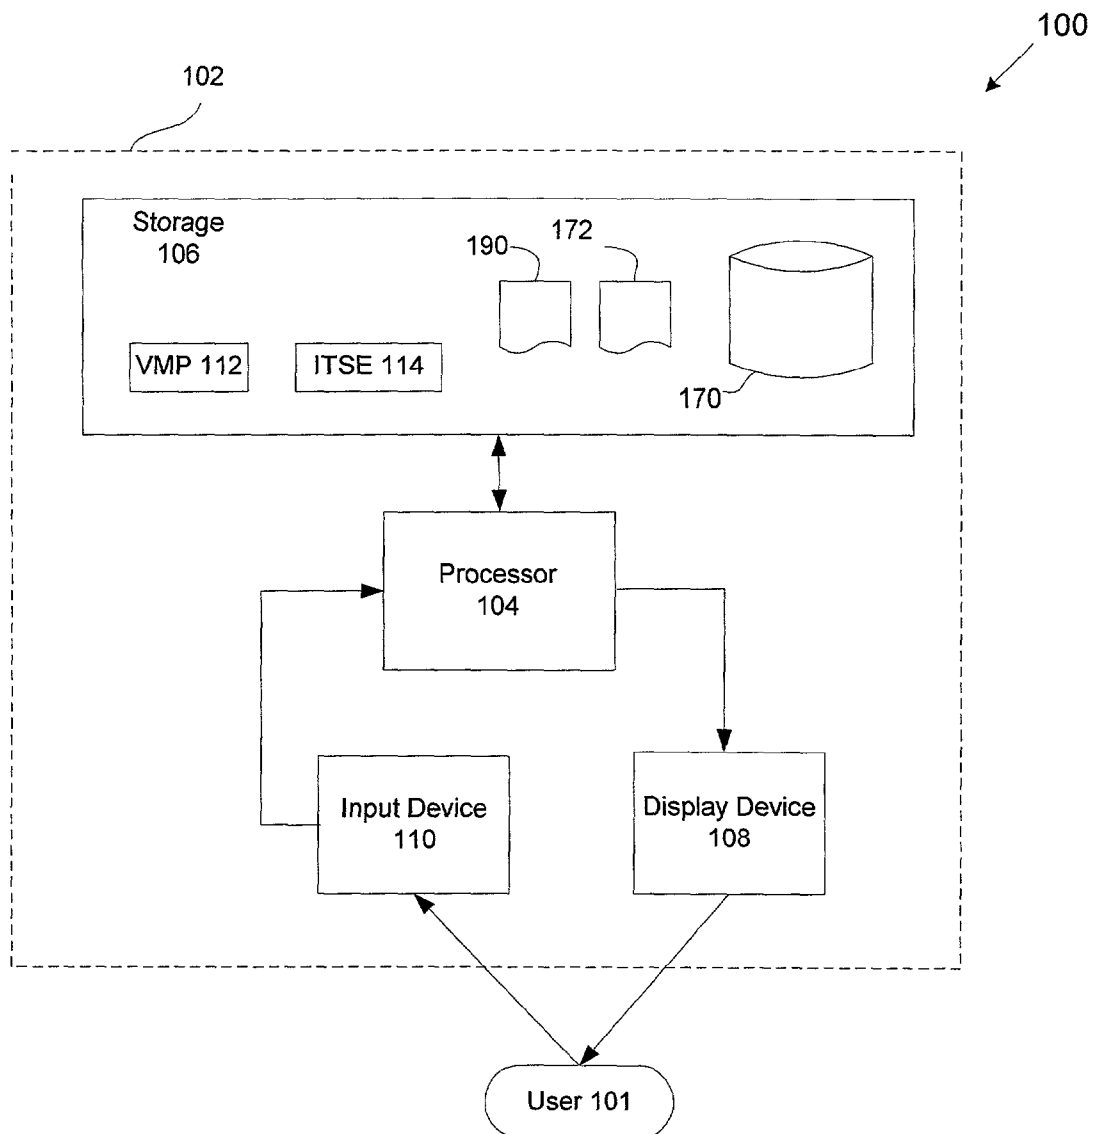 100
102
Storage
106
190
172
VMP 112
ITSE 114
170
Processor
104
Input Device
110
Display Device
108
User 101